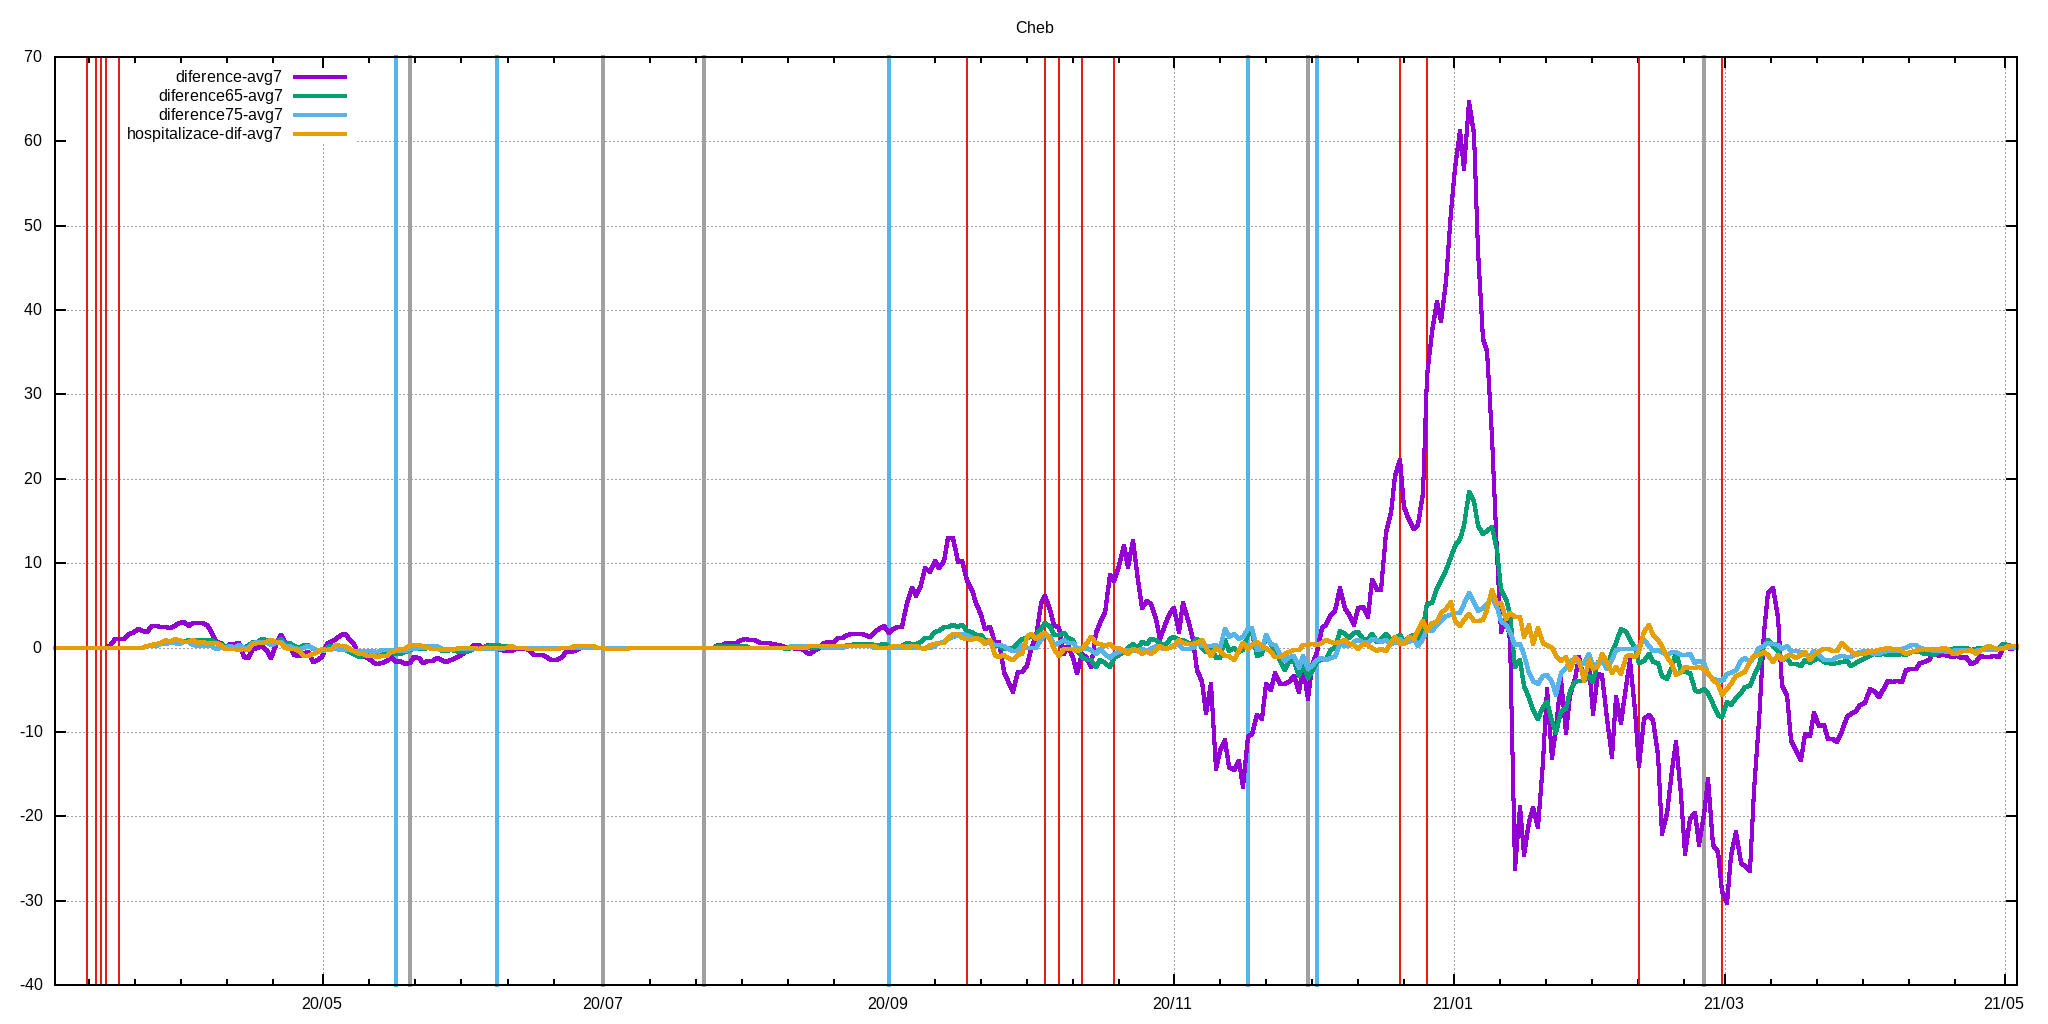 Cheb
70
diference-avg7
diference65-avg7
diference75-avg7
hospitalizace-dif-avg7
60
50
40
30
20
10
0
-10
-20
-30
-40
20/05 20/07 20/09 20/11 21/01 21/03 21/05